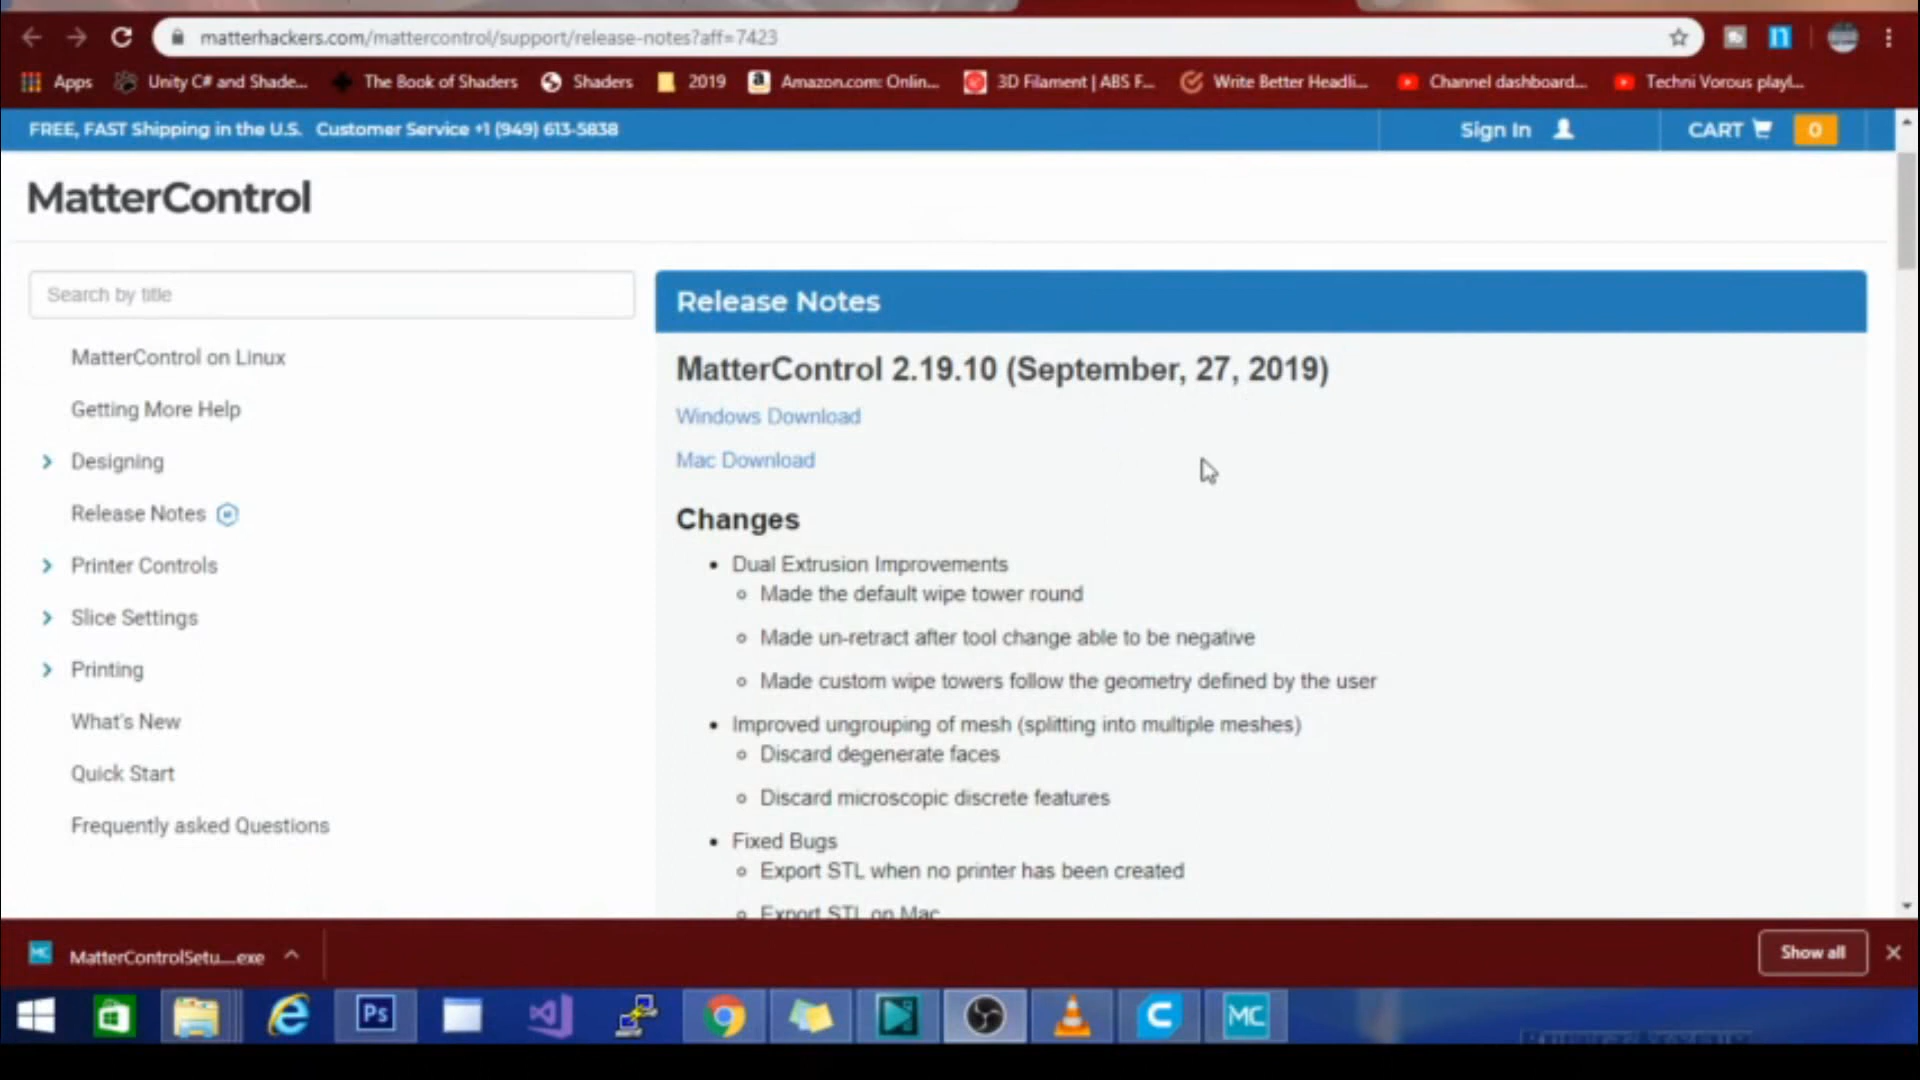 matterhackers.com/mattercontrol/support/release-notes?aff=7423
Apps Unity C# and Shade... The Book of Shaders Shaders 2019 Amazon.com: Onlin... 3D Filament | ABS F... Write Better Headli... Channel dashboard... Techni Vorous playl...
FREE, FAST Shipping in the U.S. Customer Service +1 (949) 613-5838 Sign In CART 0
MatterControl
Search by title
MatterControl on Linux
Getting More Help
Designing
Release Notes
Printer Controls
Slice Settings
Printing
What's New
Quick Start
Frequently asked Questions
Release Notes
MatterControl 2.19.10 (September, 27, 2019)
Windows Download
Mac Download
Changes
Dual Extrusion Improvements
Made the default wipe tower round
Made un-retract after tool change able to be negative
Made custom wipe towers follow the geometry defined by the user
Improved ungrouping of mesh (splitting into multiple meshes)
Discard degenerate faces
Discard microscopic discrete features
Fixed Bugs
Export STL when no printer has been created
Export STL on Mac
MC MatterControlSetu....exe Show all
Ps MC